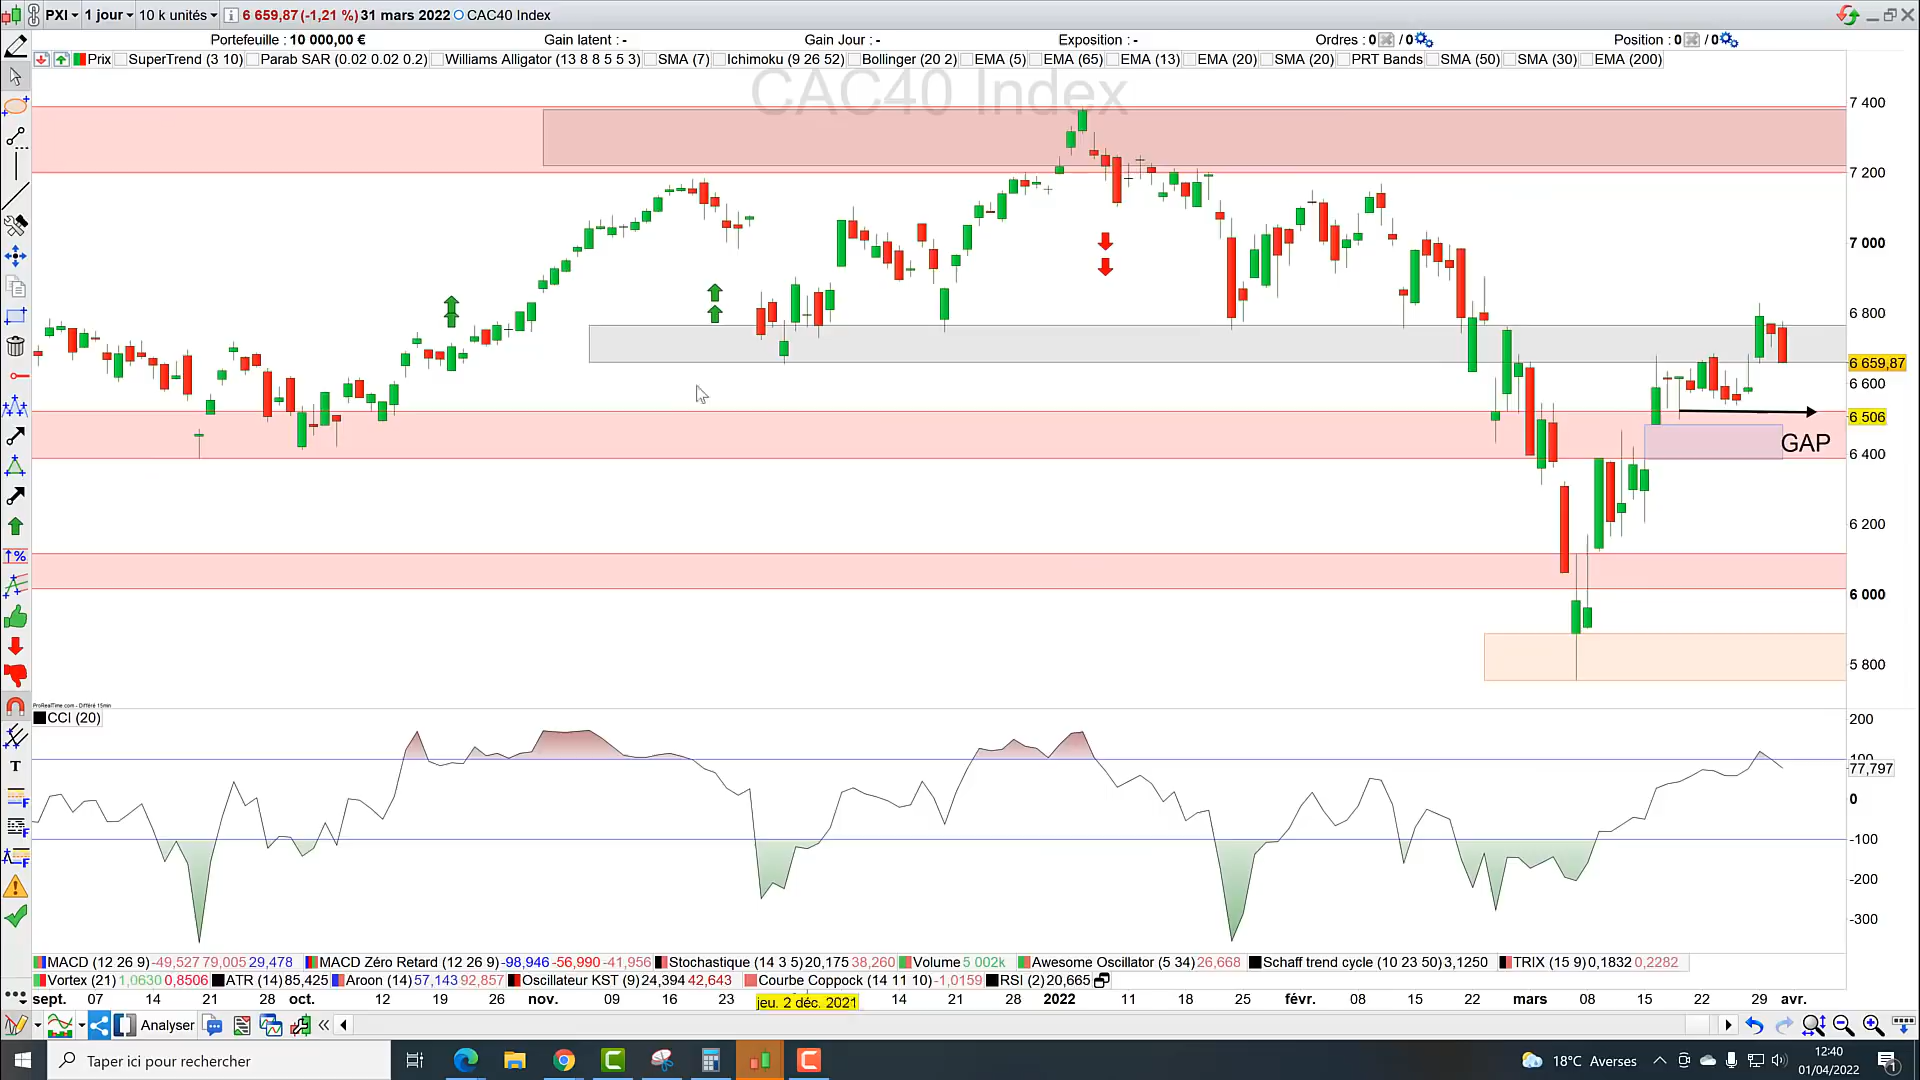 PXI 1 jour 10 k unités 6 659,87 (-1,21 %) 31 mars 2022 CAC40 Index
Portefeuille : 10 000,00 € Gain latent : - Gain Jour : - Exposition : - Ordres : 0 / 0 Position : 0 / 0
Prix SuperTrend (3 10) Parab SAR (0.02 0.02 0.2) Williams Alligator (13 8 8 5 5 3) SMA (7) Ichimoku (9 26 52) Bollinger (20 2) EMA (5) EMA (65) EMA (13) EMA (20) SMA (20) PRT Bands SMA (50) SMA (30) EMA (200)
CAC40 Index
7 400
7 200
7 000
6 800
6 659,87
6 600
6 506
GAP
6 400
6 200
6 000
5 800
ProRealTime.com - Différé 15min
CCI (20)
200
100
77,797
0
-100
-200
-300
MACD (12 26 9) -49,527 79,005 29,478 MACD Zéro Retard (12 26 9) -98,946 -56,990 -41,956 Stochastique (14 3 5) 20,175 38,260 Volume 5 002k Awesome Oscillator (5 34) 26,668 Schaff trend cycle (10 23 50) 3,1250 TRIX (15 9) 0,1832 0,2282
Vortex (21) 1,0630 0,8506 ATR (14) 85,425 Aroon (14) 57,143 92,857 Oscillateur KST (9) 24,394 42,643 Courbe Coppock (14 11 10) -1,0159 RSI (2) 20,665
sept. 07 14 21 28 oct. 12 19 26 nov. 09 16 23 jeu. 2 déc. 2021 14 21 28 2022 11 18 25 févr. 08 15 22 mars 08 15 22 29 avr.
Analyser
Taper ici pour rechercher
18°C Averses
12:40
01/04/2022
1